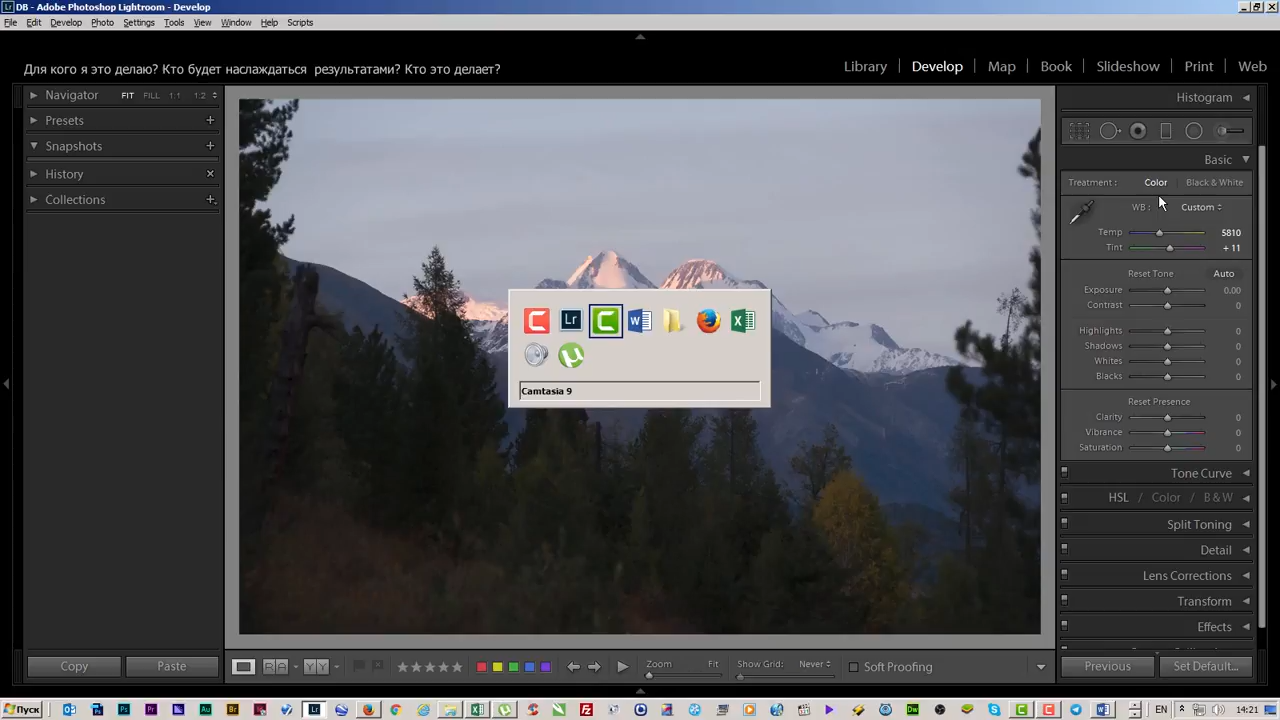 DB - Adobe Photoshop Lightroom - Develop
File Edit Develop Photo Settings Tools View Window Help Scripts
Для кого я это делаю? Кто будет наслаждаться результатами? Кто это делает?
Library Develop Map Book Slideshow Print Web
Navigator FIT FILL 1:1 1:2
Presets
Snapshots
History
Collections
Histogram
Basic
Treatment : Color Black & White
WB : Custom
Temp 5810
Tint + 11
Reset Tone Auto
Exposure 0.00
Contrast 0
Highlights 0
Shadows 0
Whites 0
Blacks 0
Reset Presence
Clarity 0
Vibrance 0
Saturation 0
Tone Curve
HSL / Color / B & W
Split Toning
Detail
Lens Corrections
Transform
Effects
Camtasia 9
Copy Paste
Zoom Fit Show Grid: Never Soft Proofing
Previous Set Default...
Пуск EN 14:21